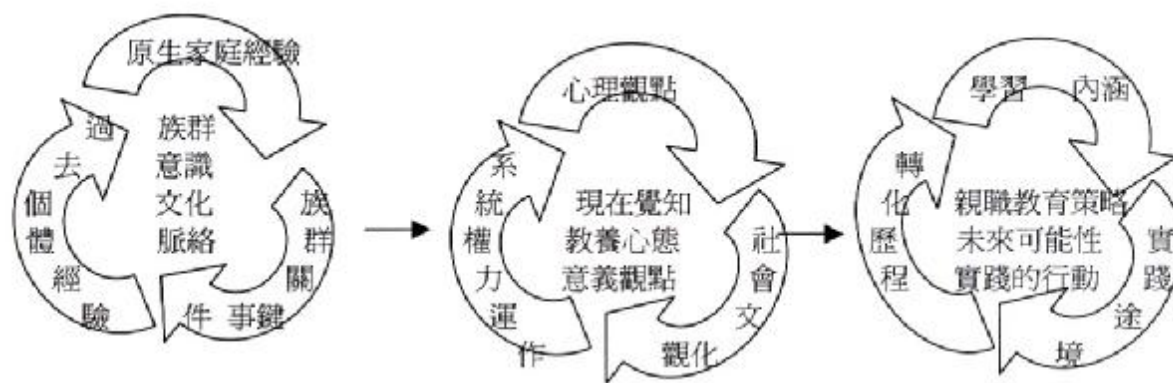 原生家庭經驗
族群
意識
文化
脈絡
族群關鍵事件
過去個體經驗
心理觀點
現在覺知
教養心態
意義觀點
社會文化觀
系統權力運作
學習 內涵
親職教育策略
未來可能性
實踐的行動
實踐途境
轉化歷程